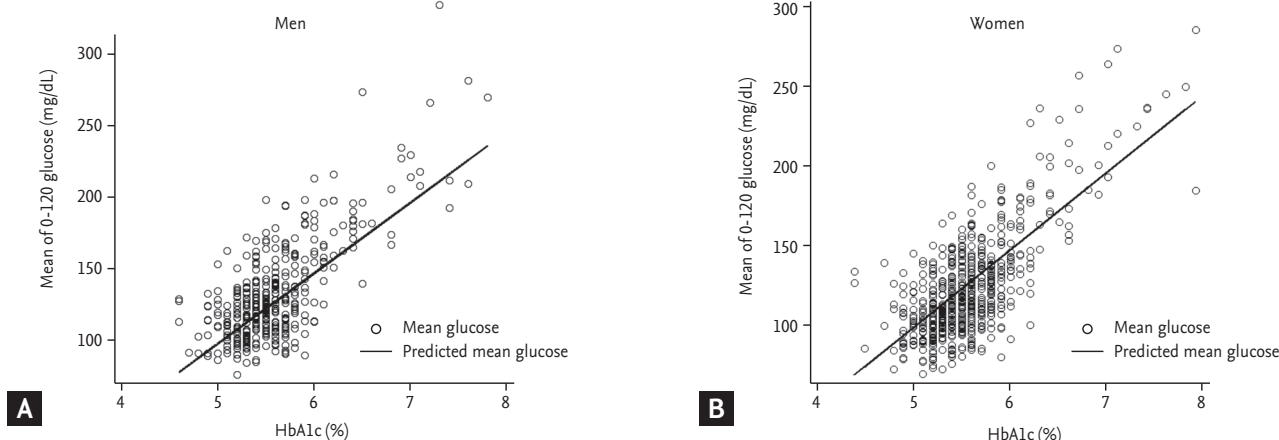 Men
Mean of 0-120 glucose (mg/dL)
300
250
200
150
100
4
5
6
7
8
HbA1c (%)
Mean glucose
Predicted mean glucose
A
Women
Mean of 0-120 glucose (mg/dL)
300
250
200
150
100
4
5
6
7
8
HbA1c (%)
Mean glucose
Predicted mean glucose
B